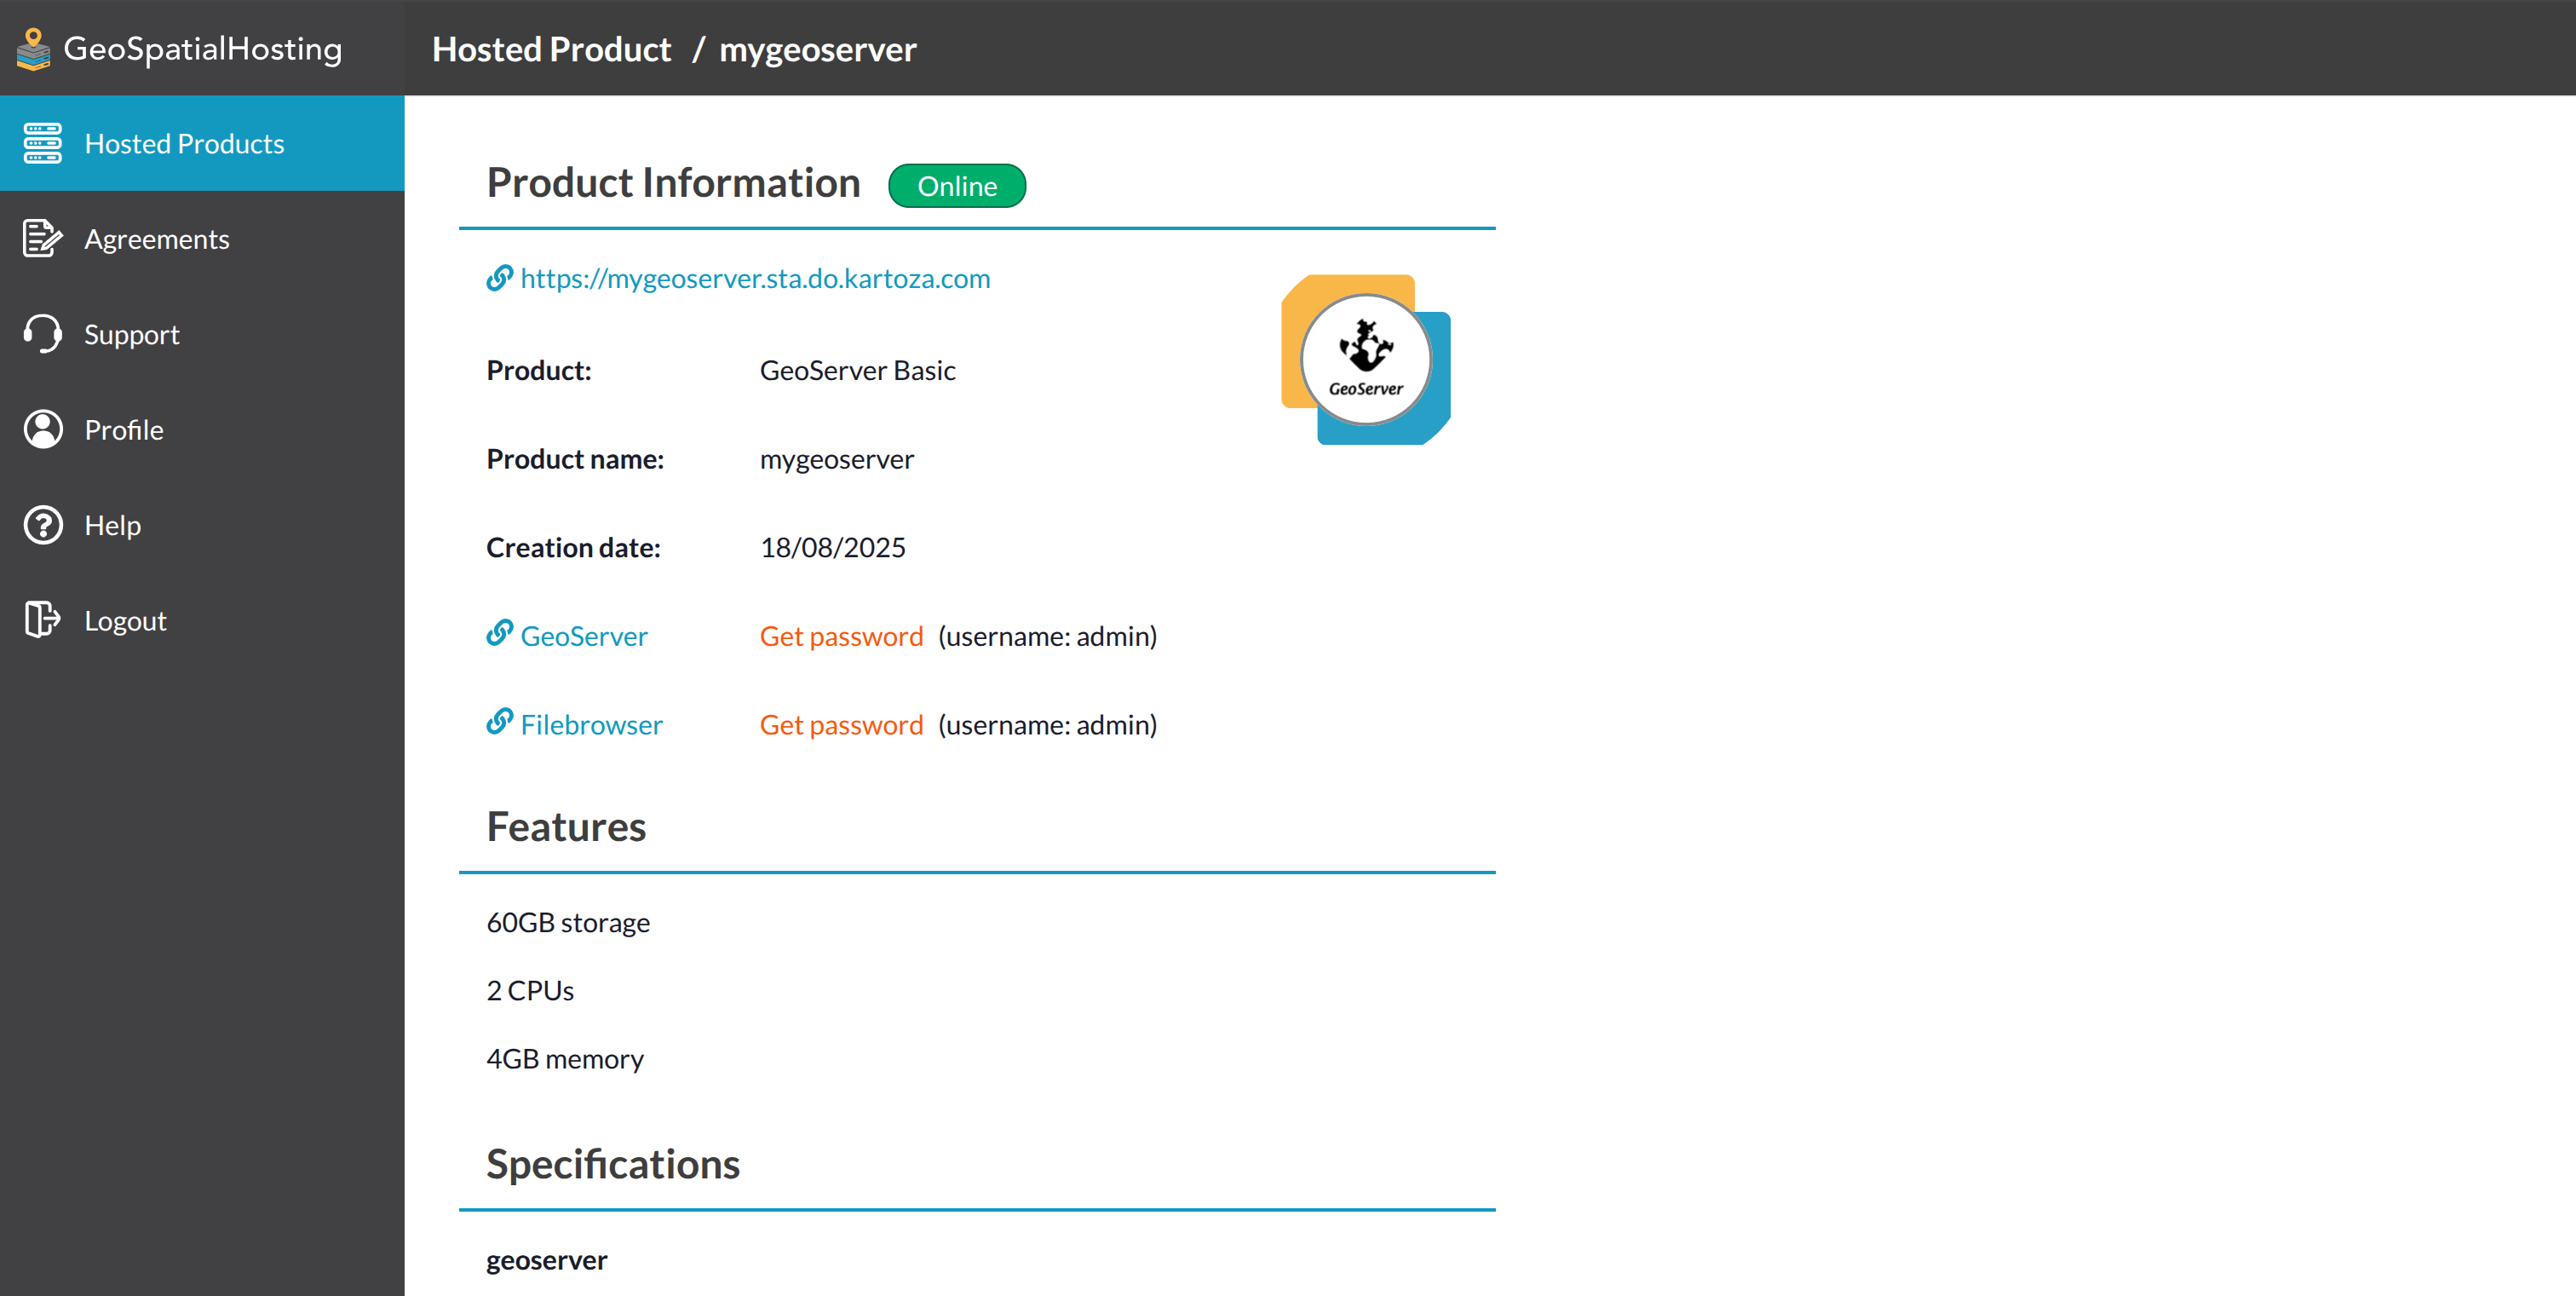 GeoSpatialHosting
Hosted Product / mygeoserver
Hosted Products
Agreements
Support
Profile
Help
Logout
Product Information Online
https://mygeoserver.sta.do.kartoza.com
GeoServer
Product: GeoServer Basic
Product name: mygeoserver
Creation date: 18/08/2025
GeoServer Get password (username: admin)
Filebrowser Get password (username: admin)
Features
60GB storage
2 CPUs
4GB memory
Specifications
geoserver